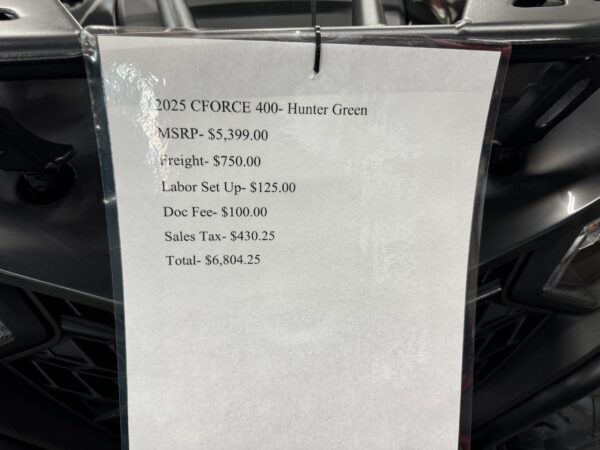 2025 CFORCE 400- Hunter Green
MSRP- $5,399.00
Freight- $750.00
Labor Set Up- $125.00
Doc Fee- $100.00
Sales Tax- $430.25
Total- $6,804.25